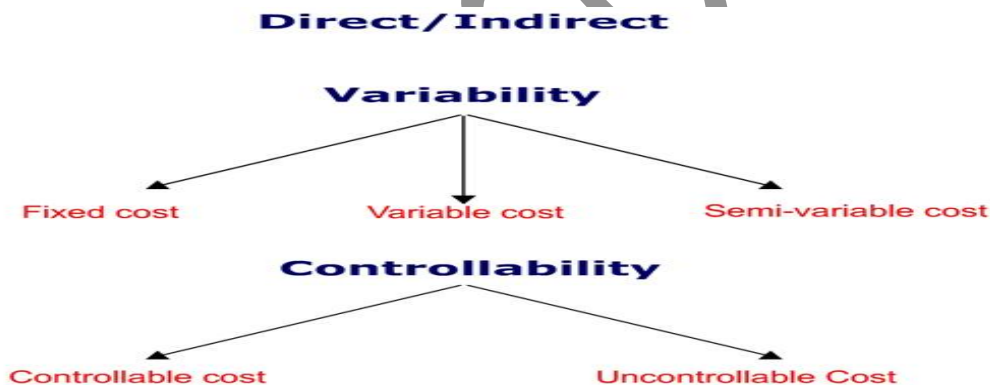 Direct/Indirect
Variability
Fixed cost Variable cost Semi-variable cost
Controllability
Controllable cost Uncontrollable Cost